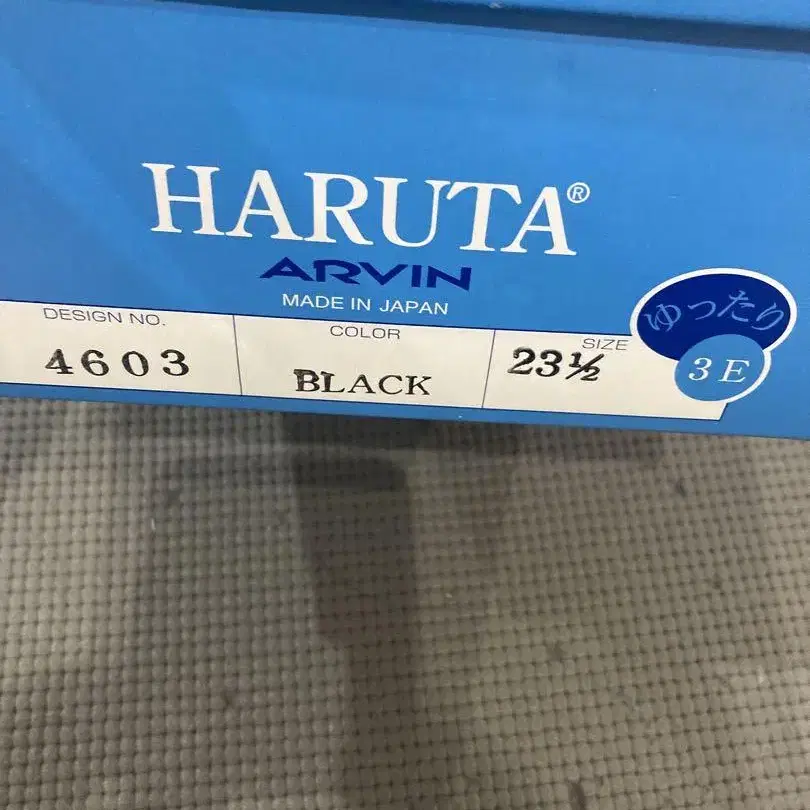 HARUTA®
ARVIN
MADE IN JAPAN
DESIGN NO.
4603
COLOR
BLACK
SIZE
23½
ゆったり
3E